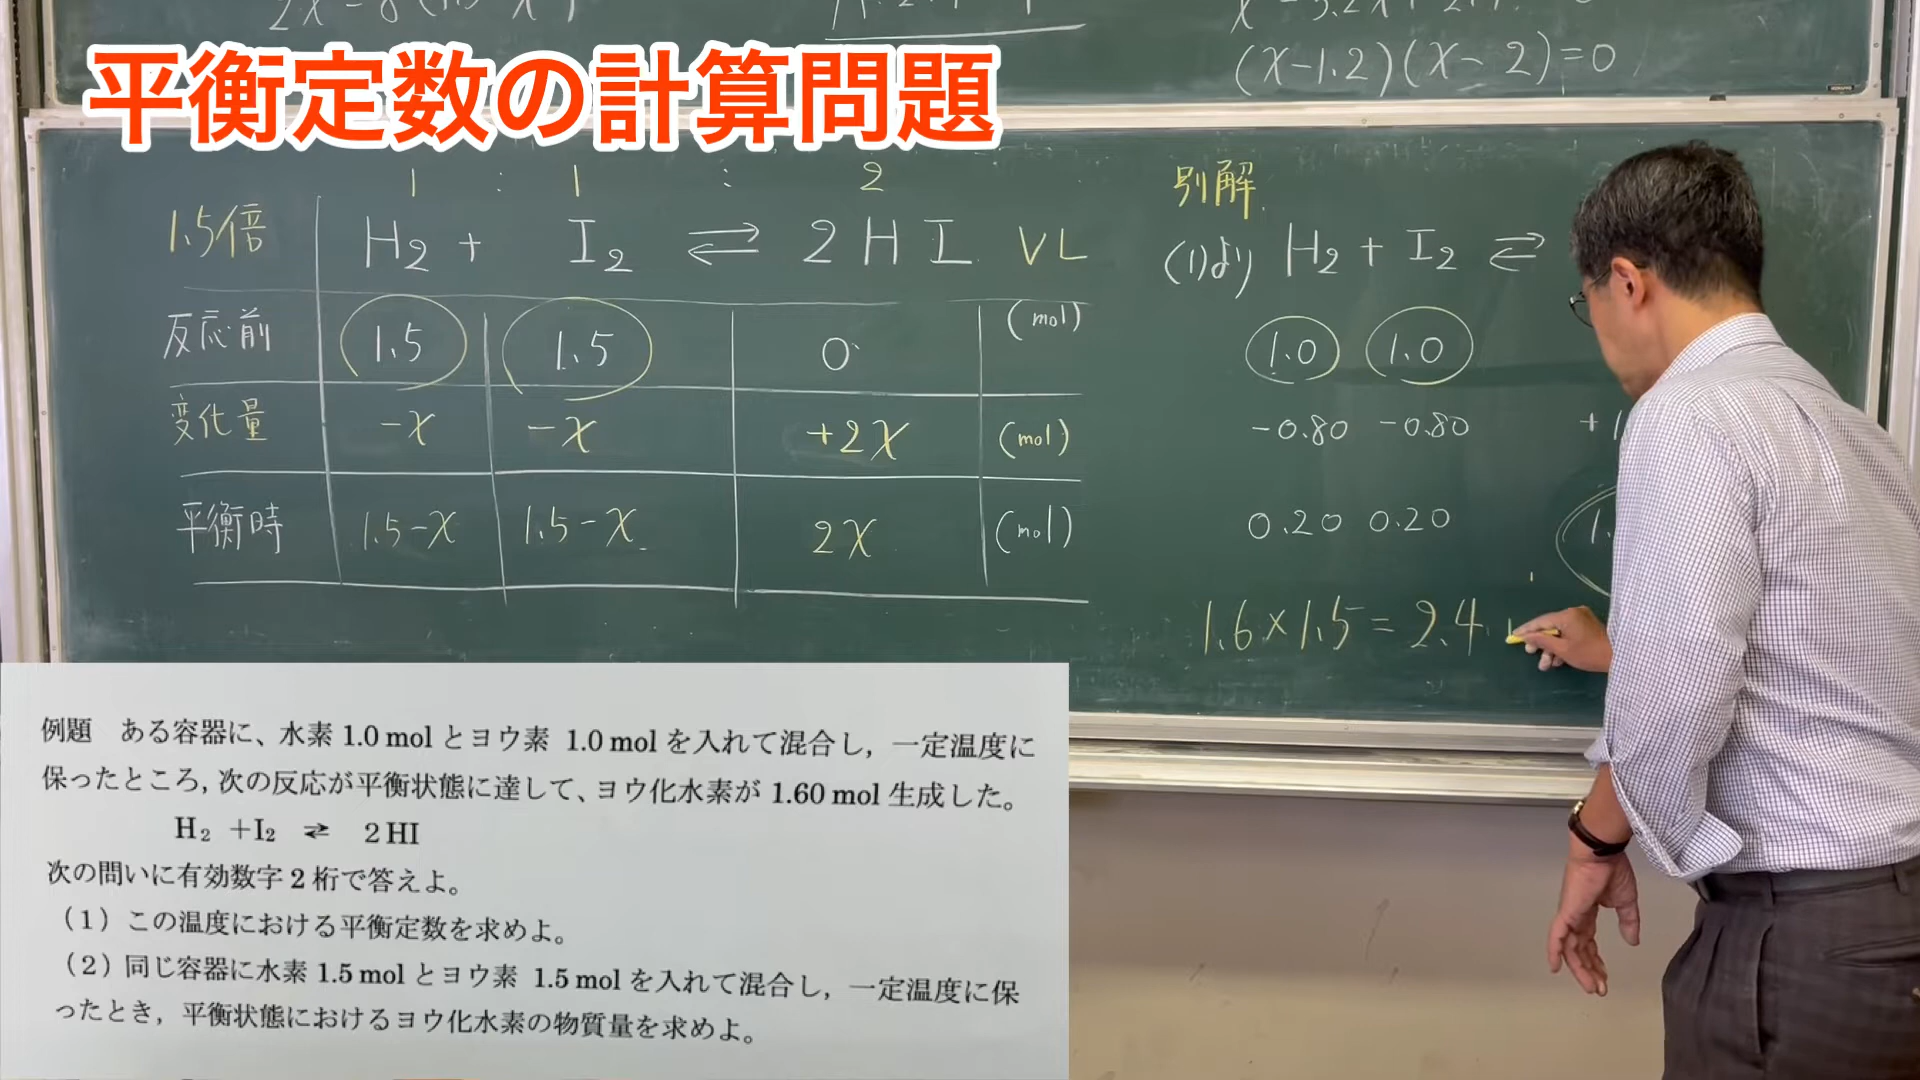 平衡定数の計算問題
(x-1.2)(x-2)=0
1 : 1 : 2
1.5倍 H₂ + I₂ ⇄ 2HI VL
反応前 1.5 1.5 0 (mol)
変化量 -x -x +2x (mol)
平衡時 1.5-x 1.5-x 2x (mol)
別解
(1)より H₂ + I₂ ⇄
1.0 1.0
-0.80 -0.80 +1
0.20 0.20 1.
1.6×1.5=2.4
例題 ある容器に、水素 1.0 mol とヨウ素 1.0 mol を入れて混合し，一定温度に
保ったところ, 次の反応が平衡状態に達して、ヨウ化水素が 1.60 mol 生成した。
H₂ +I₂ ⇄ 2HI
次の問いに有効数字 2 桁で答えよ。
（1）この温度における平衡定数を求めよ。
（2）同じ容器に水素 1.5 mol とヨウ素 1.5 mol を入れて混合し，一定温度に保
ったとき，平衡状態におけるヨウ化水素の物質量を求めよ。